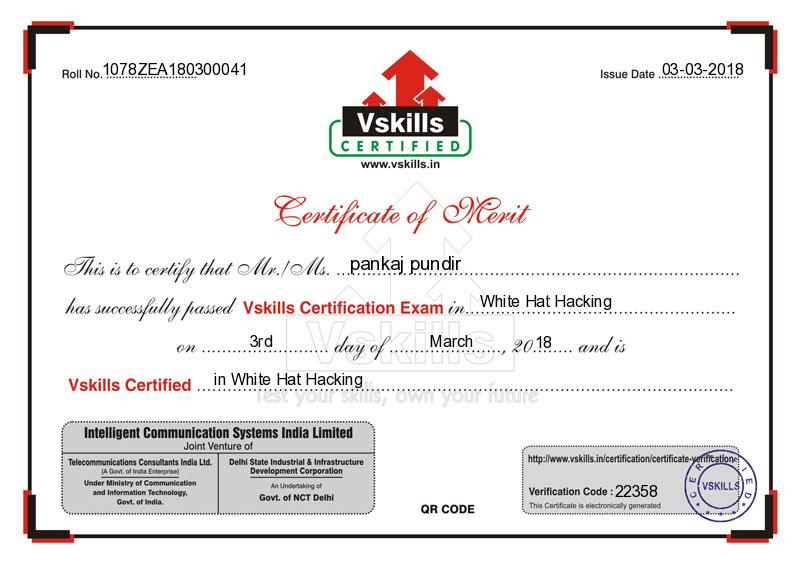 Roll No. 1078ZEA180300041
Issue Date 03-03-2018
Vskills
CERTIFIED
www.vskills.in
Certificate of Merit
This is to certify that Mr./Ms. pankaj pundir
has successfully passed Vskills Certification Exam in White Hat Hacking
on 3rd day of March, 2018 and is
Vskills Certified in White Hat Hacking
Vskills
Test your skills, own your future
Intelligent Communication Systems India Limited
Joint Venture of
Telecommunications Consultants India Ltd.
(A Govt. of India Enterprise)
Under Ministry of Communication
and Information Technology,
Govt. of India.
Delhi State Industrial & Infrastructure
Development Corporation
An Undertaking of
Govt. of NCT Delhi
QR CODE
http://www.vskills.in/certification/certificate-verification
Verification Code : 22358
This Certificate is electronically generated
CERTIFIED
VSKILLS